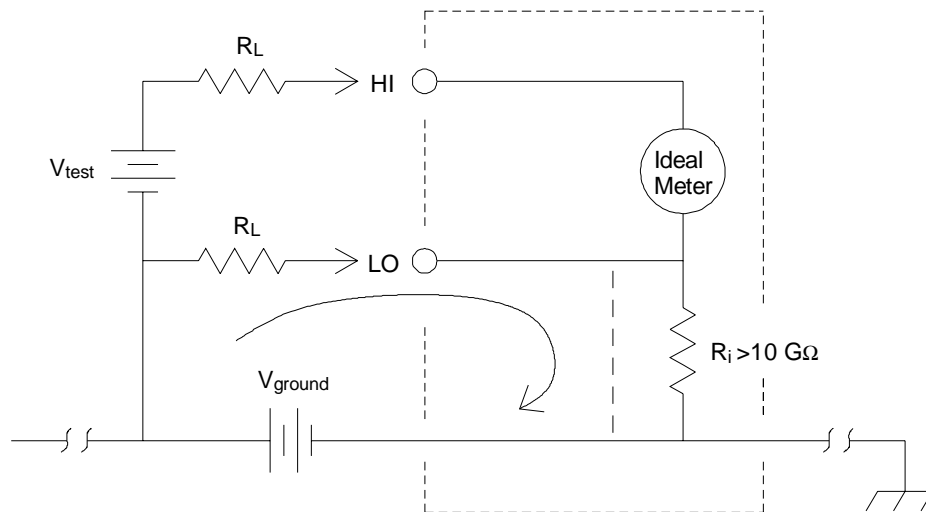 RL
HI
Vtest
Ideal
Meter
RL
LO
Ri >10 GΩ
Vground